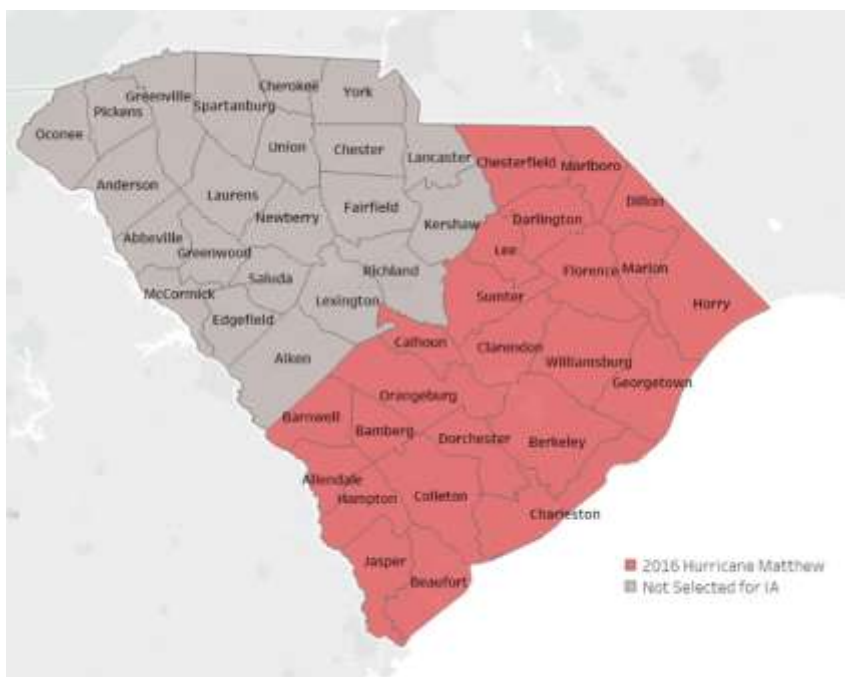 Cherokee
Greenville
York
Spartanburg
Pickens
Oconee
Union
Chester
Lancaster
Chesterfield
Marlboro
Anderson
Laurens
Dillon
Fairfield
Newberry
Darlington
Kershaw
Abbeville
Greenwood
Lee
Richland
Florence
Marion
Saluda
McCormick
Sumter
Lexington
Horry
Edgefield
Calhoun
Clarendon
Aiken
Williamsburg
Georgetown
Orangeburg
Barnwell
Bamberg
Dorchester
Berkeley
Allendale
Hampton
Colleton
Charleston
Jasper
2016 Hurricane Matthew
Beaufort
Not Selected for IA